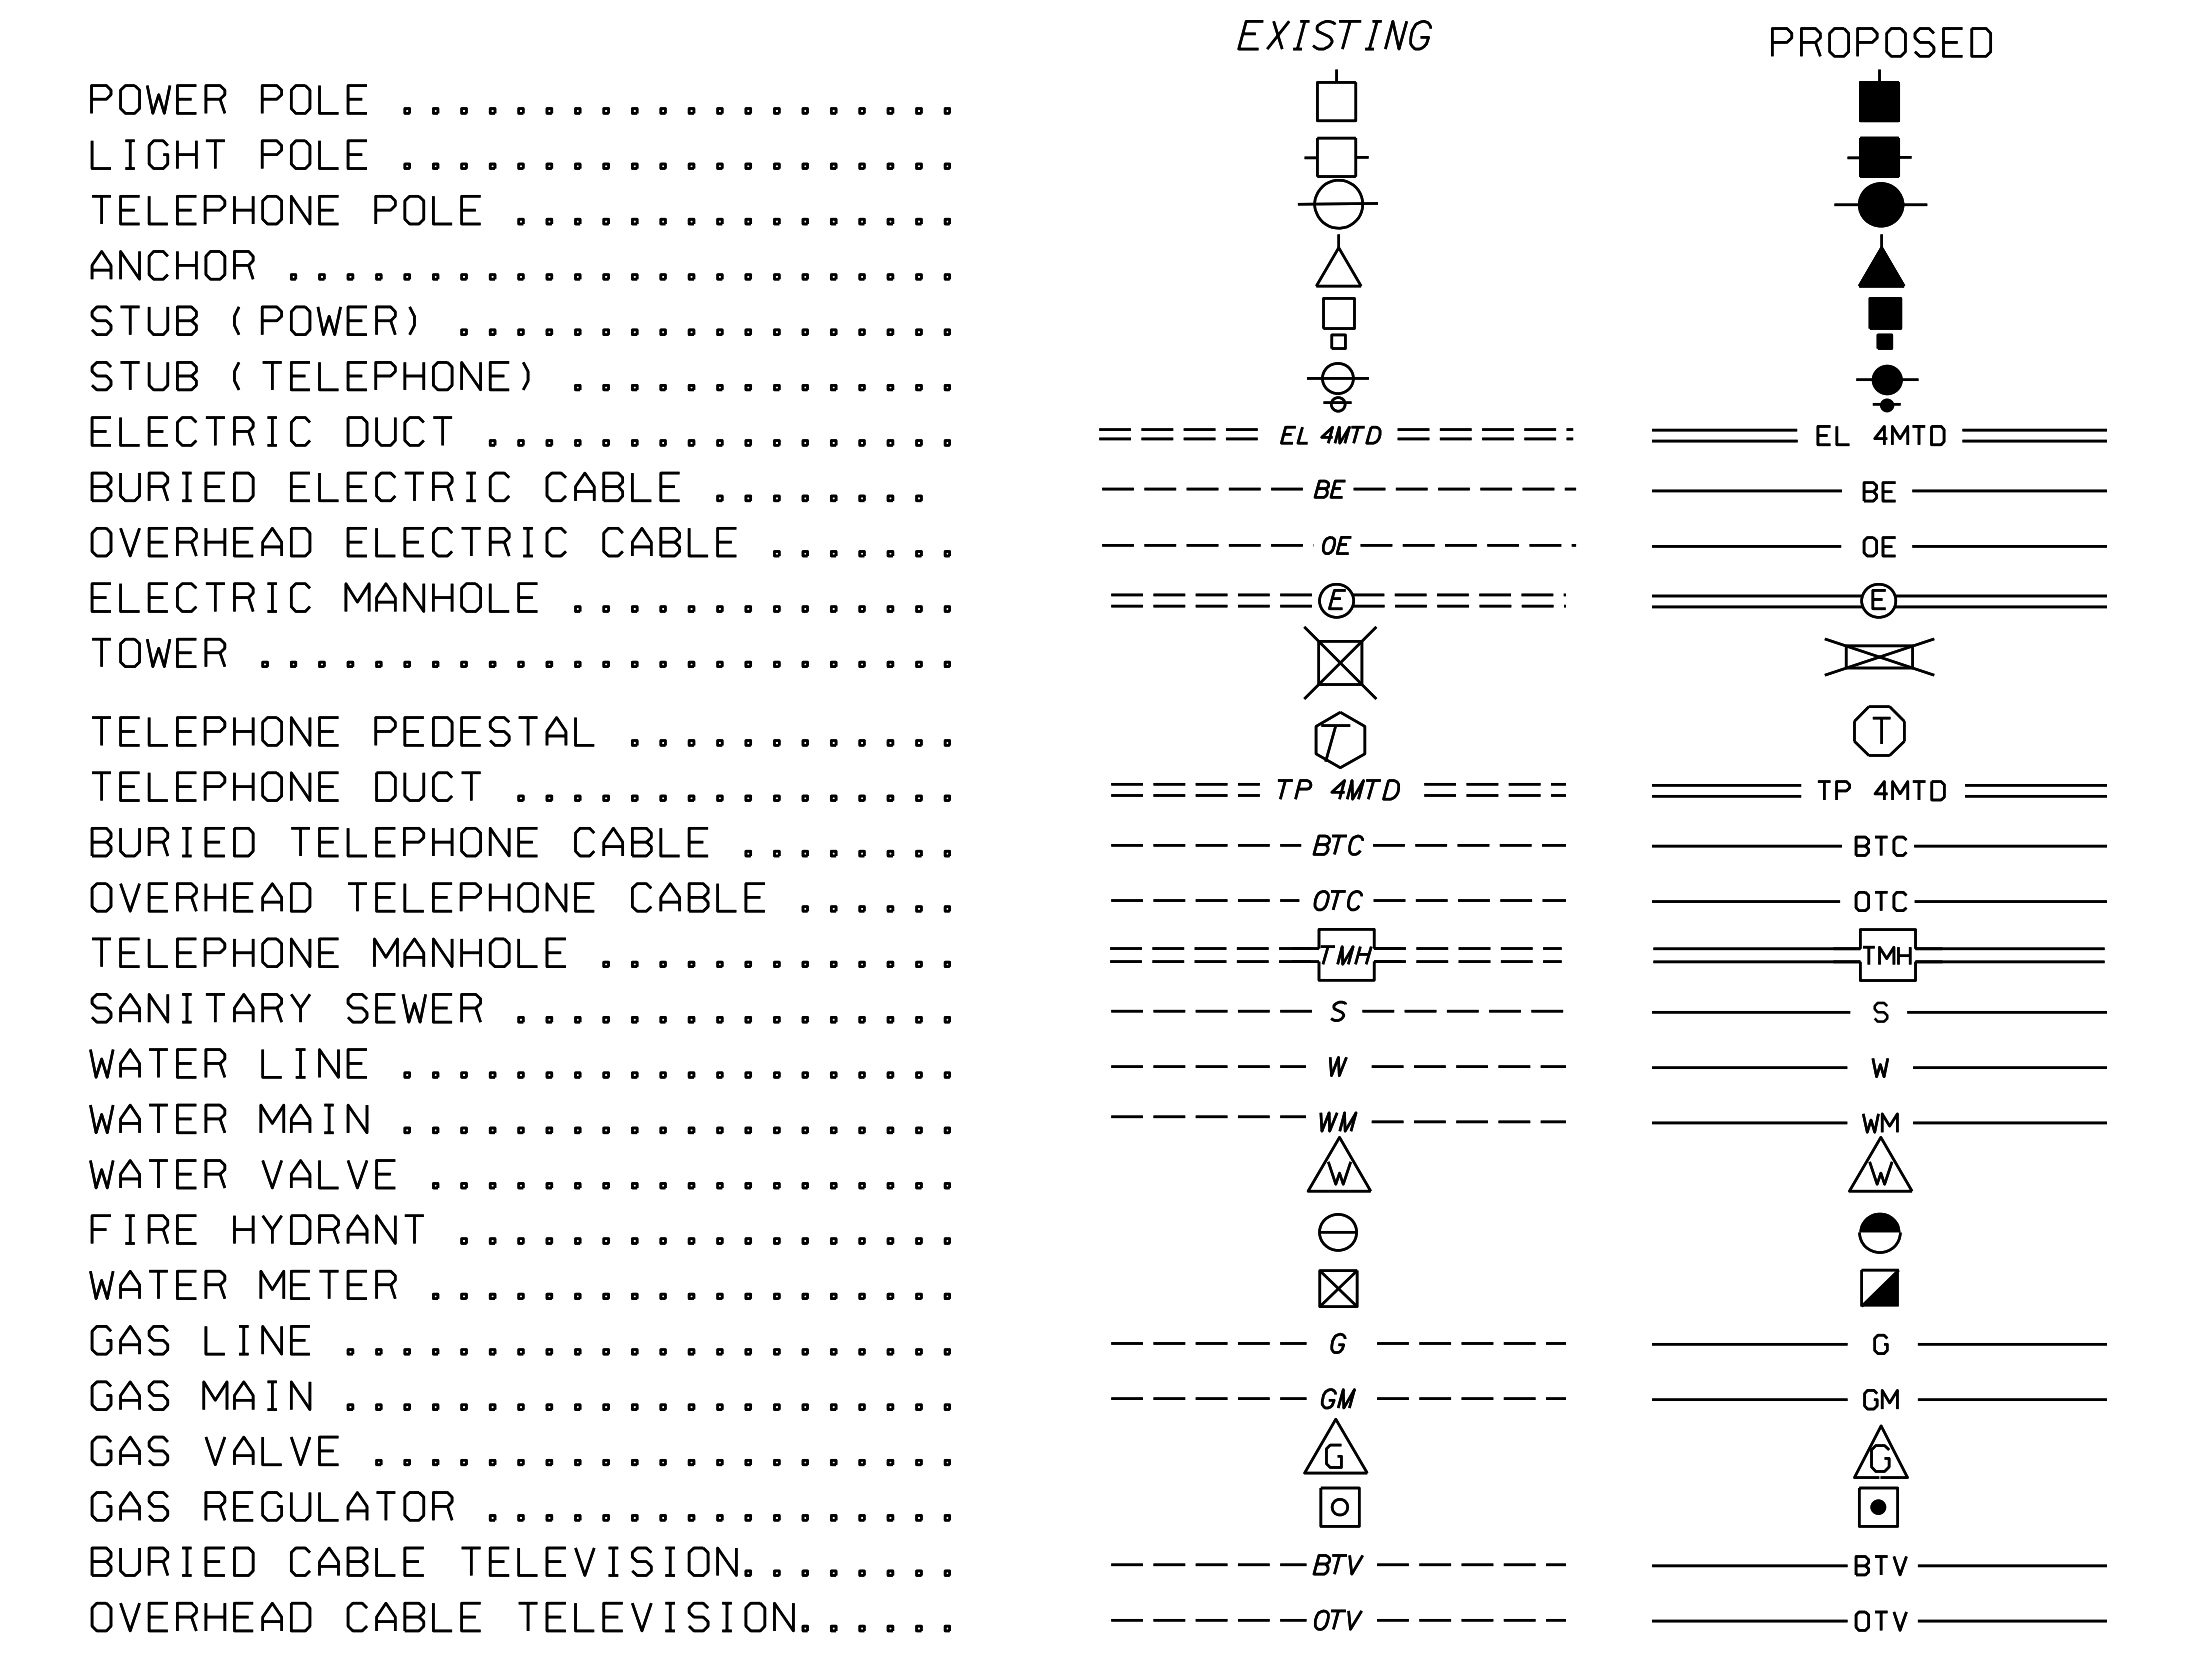 EXISTING PROPOSED
POWER POLE . . . . . . . . . . . . . . . . . . . .
LIGHT POLE . . . . . . . . . . . . . . . . . . . .
TELEPHONE POLE . . . . . . . . . . . . . . . .
ANCHOR . . . . . . . . . . . . . . . . . . . . . . . .
STUB (POWER) . . . . . . . . . . . . . . . . . .
STUB (TELEPHONE) . . . . . . . . . . . . . .
ELECTRIC DUCT . . . . . . . . . . . . . . . . . EL 4MTD EL 4MTD
BURIED ELECTRIC CABLE . . . . . . . . BE BE
OVERHEAD ELECTRIC CABLE . . . . . . . OE OE
ELECTRIC MANHOLE . . . . . . . . . . . . . . E E
TOWER . . . . . . . . . . . . . . . . . . . . . . . . .
TELEPHONE PEDESTAL . . . . . . . . . . . . T T
TELEPHONE DUCT . . . . . . . . . . . . . . . . TP 4MTD TP 4MTD
BURIED TELEPHONE CABLE . . . . . . . . BTC BTC
OVERHEAD TELEPHONE CABLE . . . . . . OTC OTC
TELEPHONE MANHOLE . . . . . . . . . . . . . TMH TMH
SANITARY SEWER . . . . . . . . . . . . . . . . S S
WATER LINE . . . . . . . . . . . . . . . . . . . . W W
WATER MAIN . . . . . . . . . . . . . . . . . . . . WM WM
WATER VALVE . . . . . . . . . . . . . . . . . . . W W
FIRE HYDRANT . . . . . . . . . . . . . . . . . .
WATER METER . . . . . . . . . . . . . . . . . . .
GAS LINE . . . . . . . . . . . . . . . . . . . . . . G G
GAS MAIN . . . . . . . . . . . . . . . . . . . . . . GM GM
GAS VALVE . . . . . . . . . . . . . . . . . . . . . G G
GAS REGULATOR . . . . . . . . . . . . . . . . .
BURIED CABLE TELEVISION. . . . . . . . BTV BTV
OVERHEAD CABLE TELEVISION. . . . . . OTV OTV